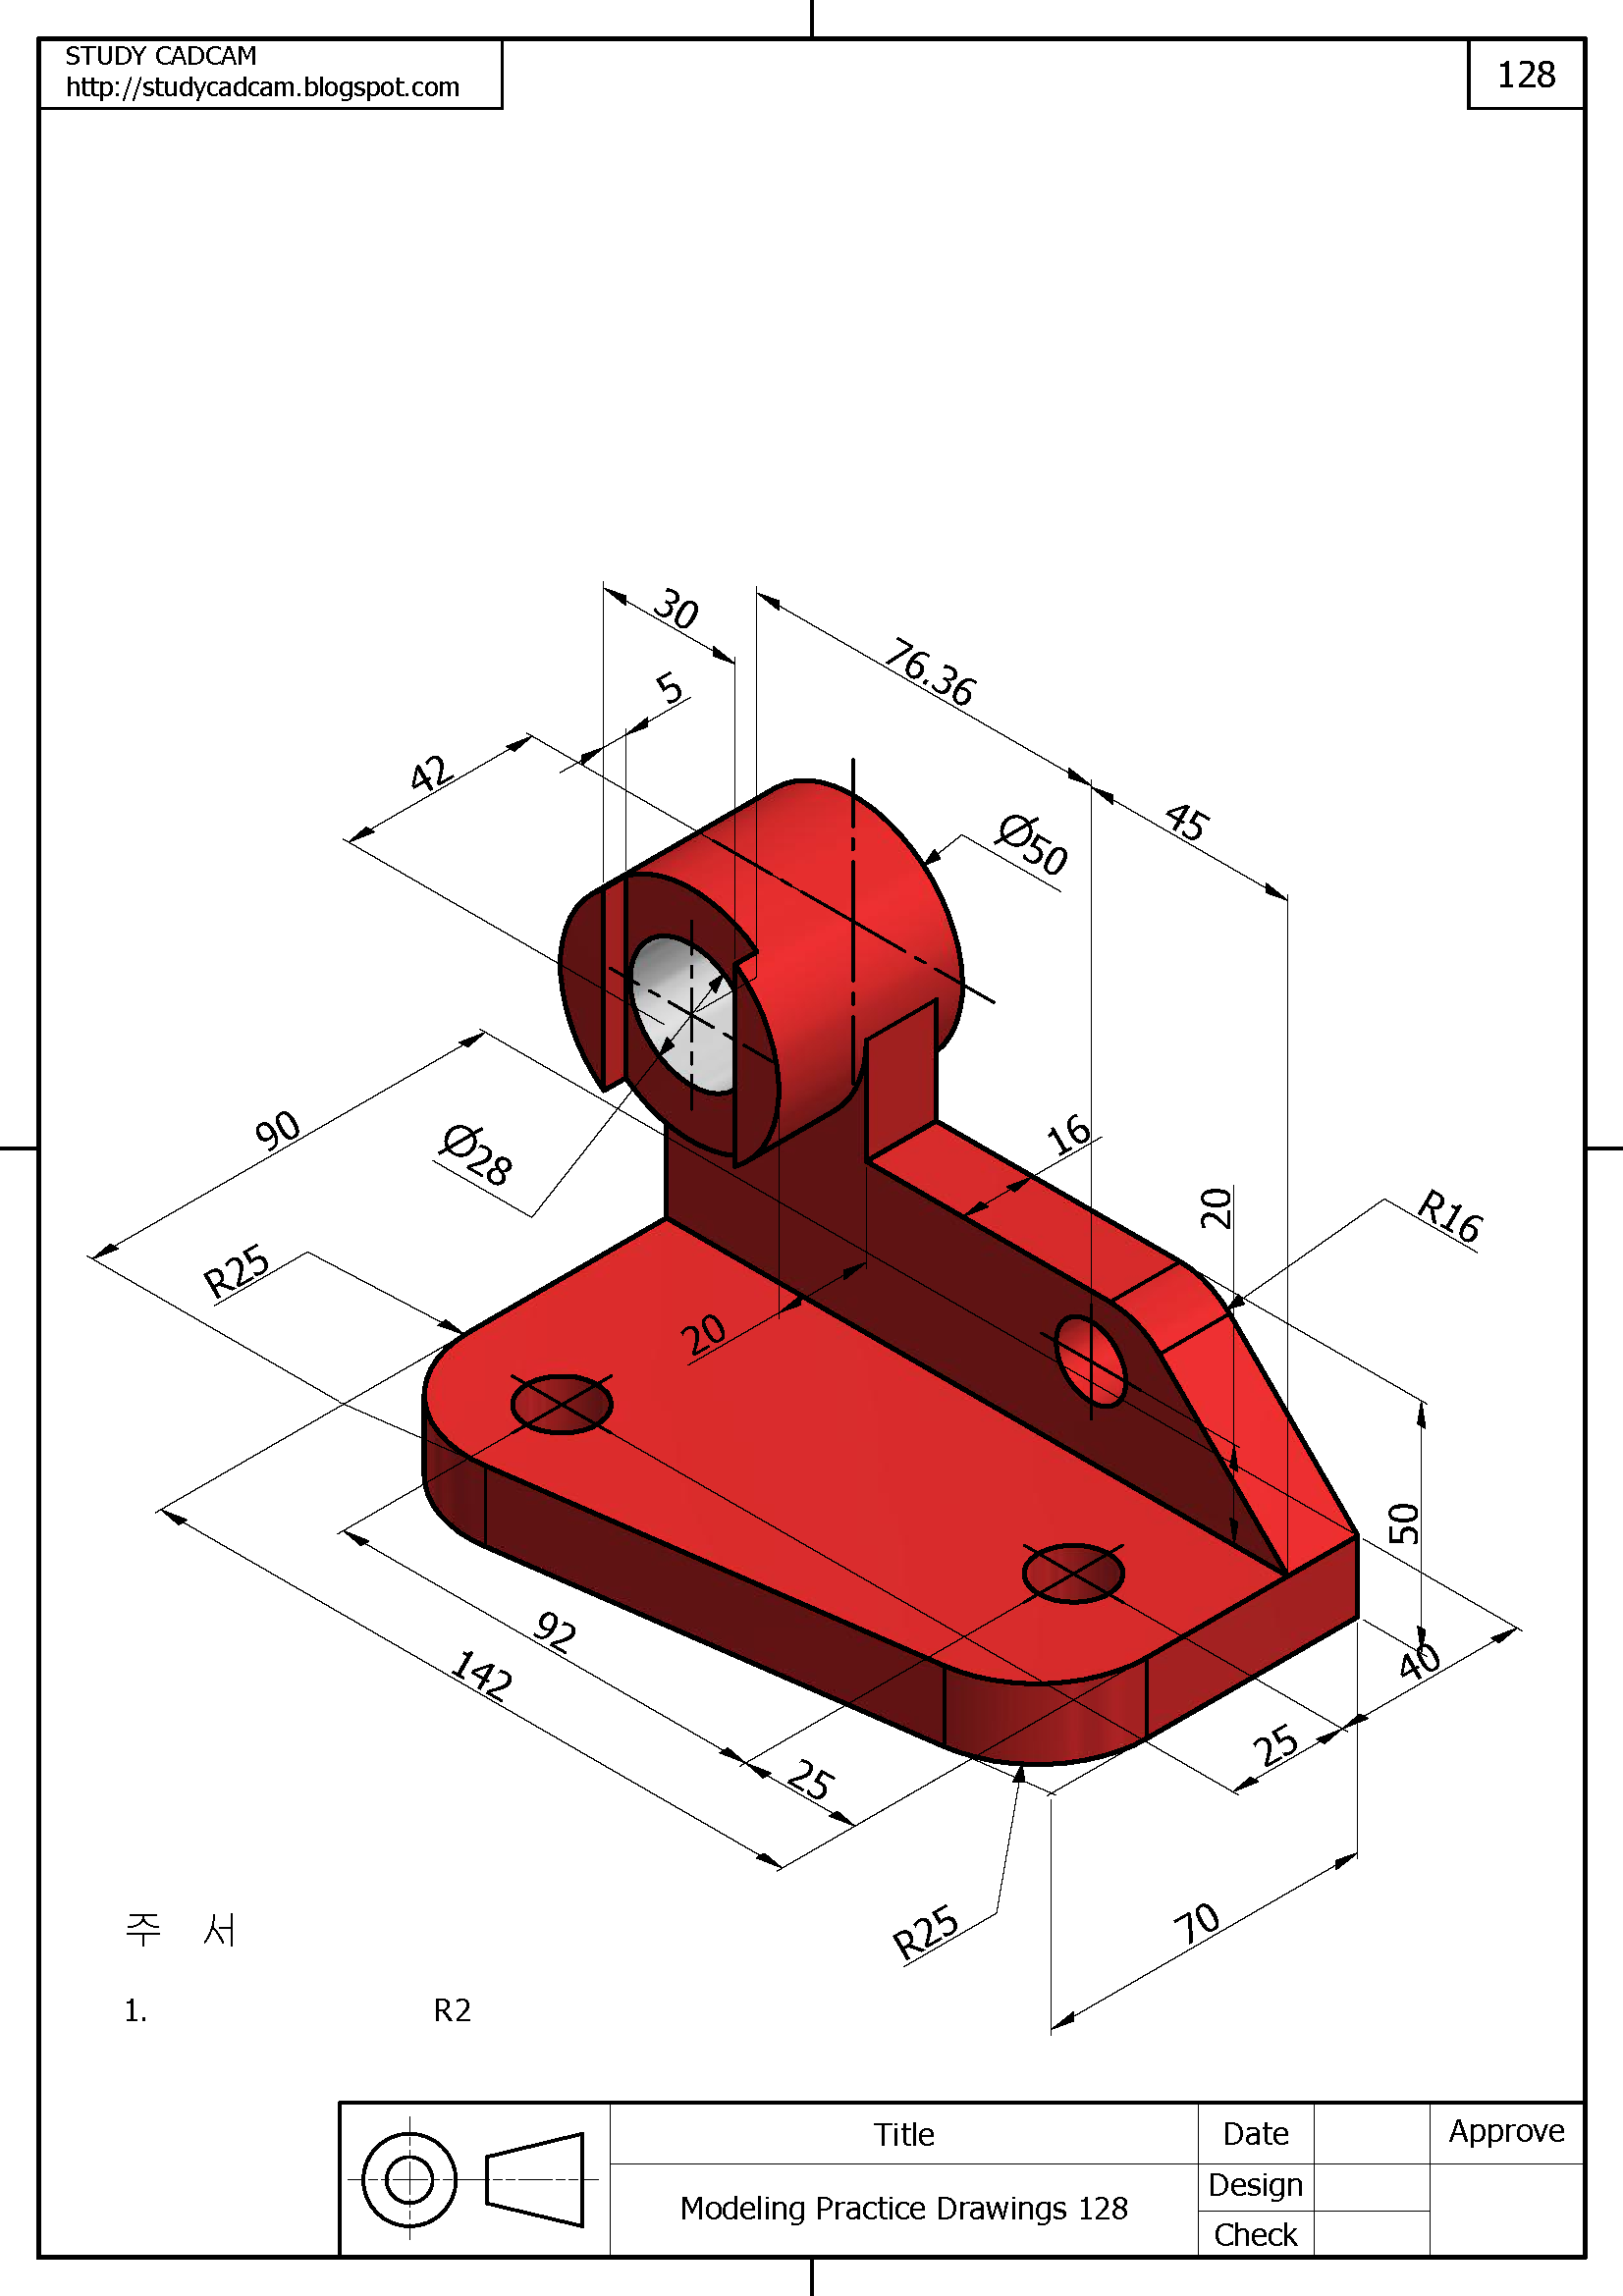 STUDY CADCAM
http://studycadcam.blogspot.com
128
30
76.36
5
42
45
Ø50
90
Ø28
16
20
R16
R25
20
50
92
142
40
25
25
R25
70
주 서
1. R2
Title
Date
Approve
Modeling Practice Drawings 128
Design
Check